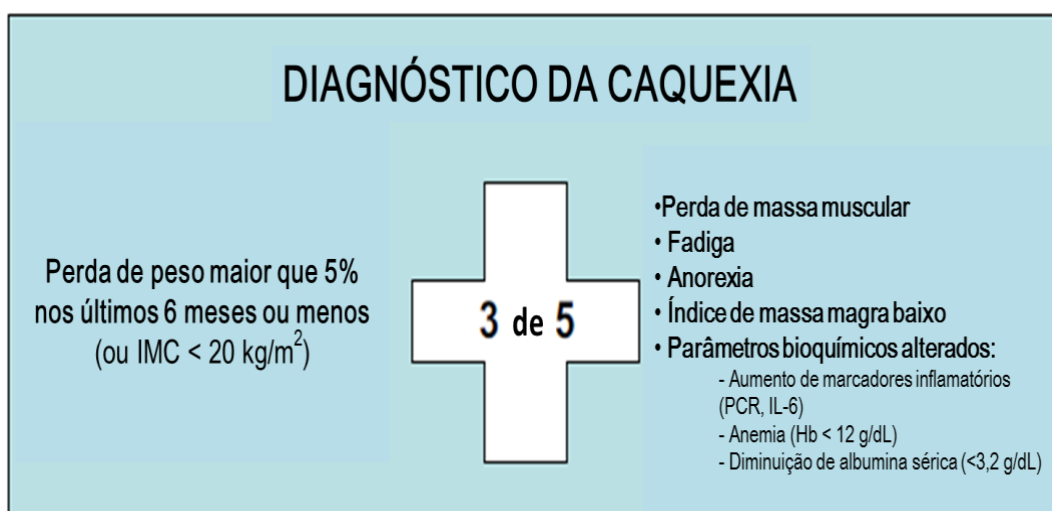 DIAGNÓSTICO DA CAQUEXIA
Perda de peso maior que 5%
nos últimos 6 meses ou menos
(ou IMC < 20 kg/m²)
3 de 5
•Perda de massa muscular
• Fadiga
• Anorexia
• Índice de massa magra baixo
• Parâmetros bioquímicos alterados:
- Aumento de marcadores inflamatórios
(PCR, IL-6)
- Anemia (Hb < 12 g/dL)
- Diminuição de albumina sérica (<3,2 g/dL)